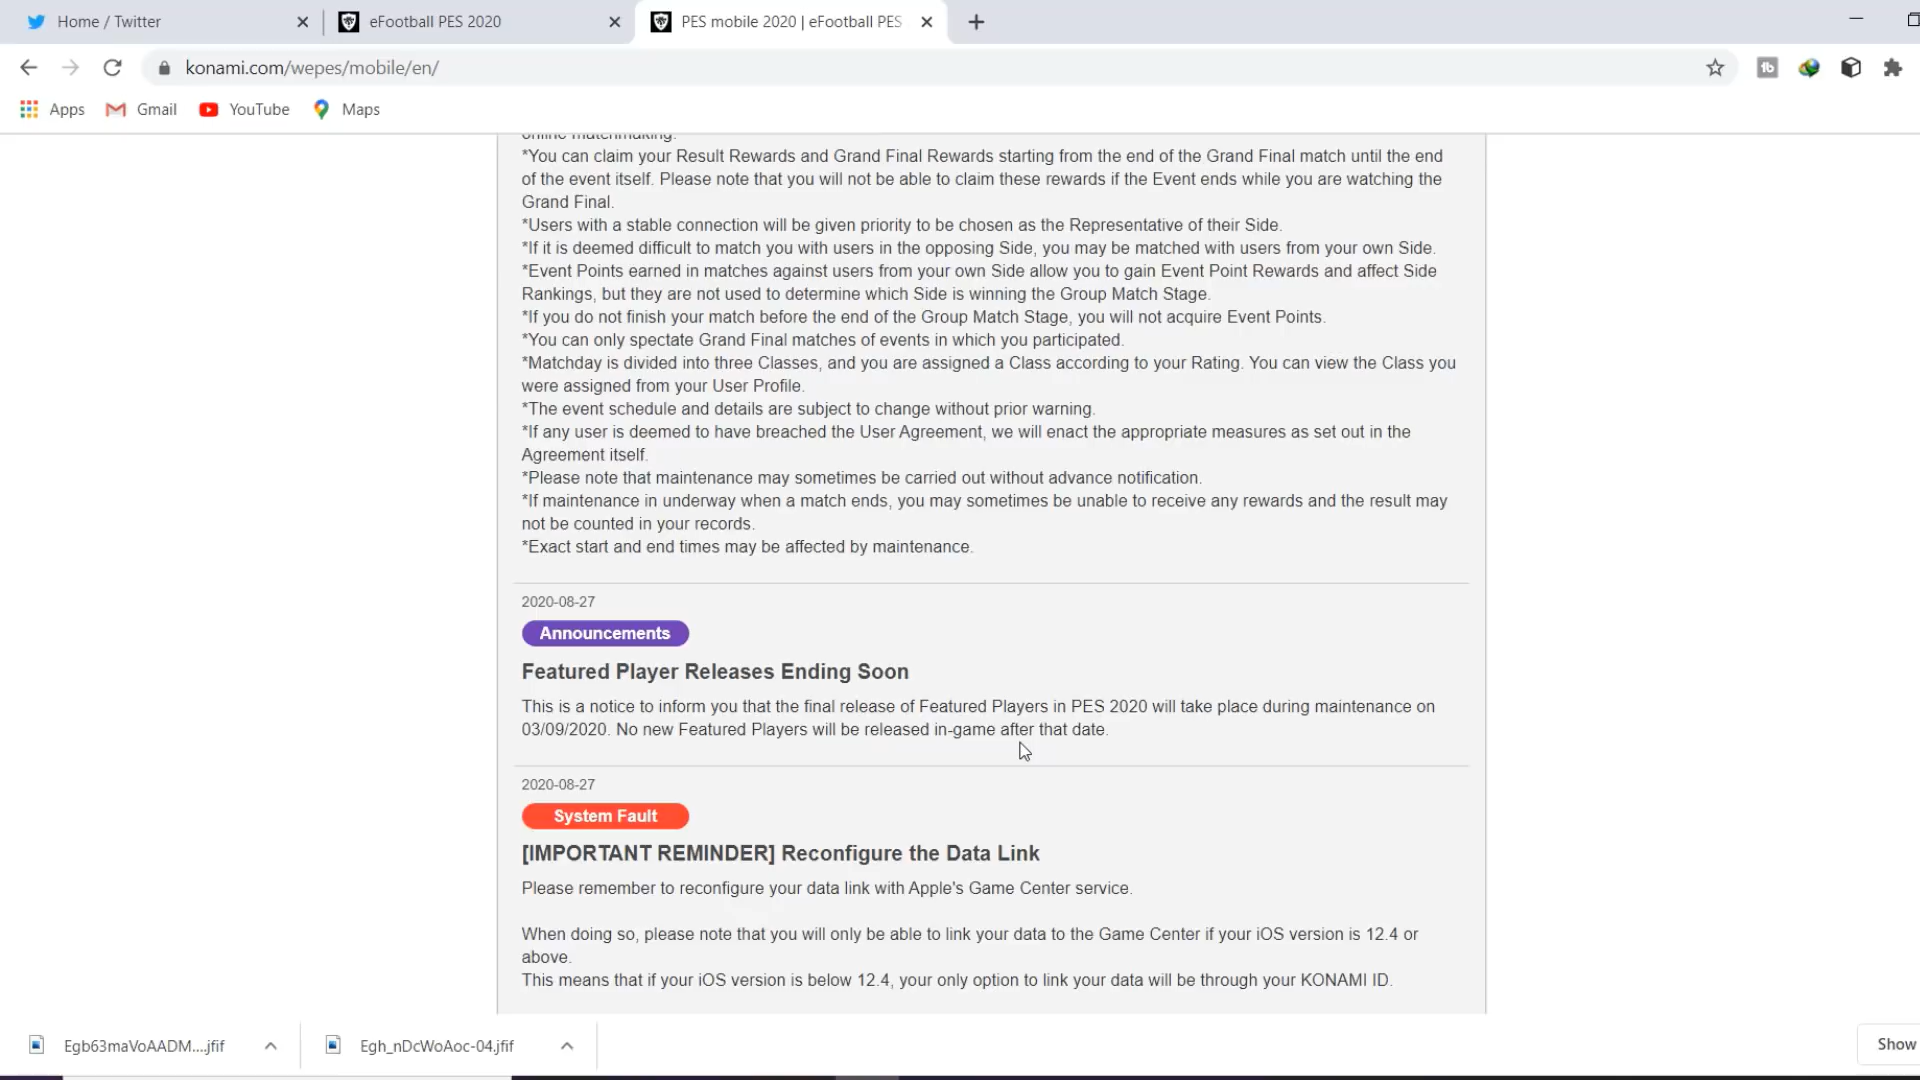 Home / Twitter
eFootball PES 2020
PES mobile 2020 | eFootball PES
konami.com/wepes/mobile/en/
Apps
Gmail
YouTube
Maps
online matchmaking.
*You can claim your Result Rewards and Grand Final Rewards starting from the end of the Grand Final match until the end
of the event itself. Please note that you will not be able to claim these rewards if the Event ends while you are watching the
Grand Final.
*Users with a stable connection will be given priority to be chosen as the Representative of their Side.
*If it is deemed difficult to match you with users in the opposing Side, you may be matched with users from your own Side.
*Event Points earned in matches against users from your own Side allow you to gain Event Point Rewards and affect Side
Rankings, but they are not used to determine which Side is winning the Group Match Stage.
*If you do not finish your match before the end of the Group Match Stage, you will not acquire Event Points.
*You can only spectate Grand Final matches of events in which you participated.
*Matchday is divided into three Classes, and you are assigned a Class according to your Rating. You can view the Class you
were assigned from your User Profile.
*The event schedule and details are subject to change without prior warning.
*If any user is deemed to have breached the User Agreement, we will enact the appropriate measures as set out in the
Agreement itself.
*Please note that maintenance may sometimes be carried out without advance notification.
*If maintenance in underway when a match ends, you may sometimes be unable to receive any rewards and the result may
not be counted in your records.
*Exact start and end times may be affected by maintenance.
2020-08-27
Announcements
Featured Player Releases Ending Soon
This is a notice to inform you that the final release of Featured Players in PES 2020 will take place during maintenance on
03/09/2020. No new Featured Players will be released in-game after that date.
2020-08-27
System Fault
[IMPORTANT REMINDER] Reconfigure the Data Link
Please remember to reconfigure your data link with Apple's Game Center service.
When doing so, please note that you will only be able to link your data to the Game Center if your iOS version is 12.4 or
above.
This means that if your iOS version is below 12.4, your only option to link your data will be through your KONAMI ID.
Egb63maVoAADM....jfif
Egh_nDcWoAoc-04.jfif
Show